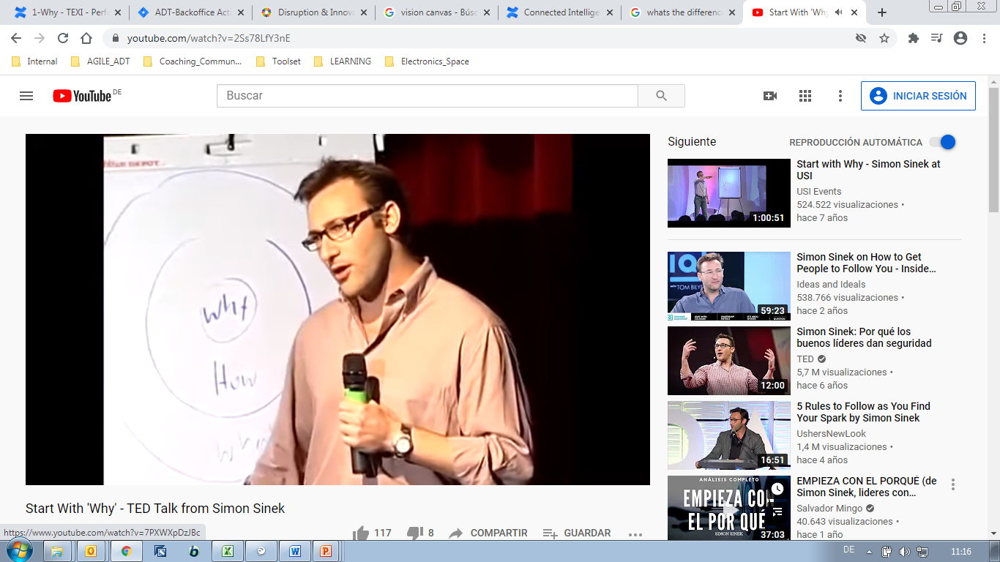 1-Why - TEXI - Perf
ADT-Backoffice Act
Disruption & Innova
vision canvas - Búsc
Connected Intellige
whats the differenc
Start With 'Why
youtube.com/watch?v=2Ss78LfY3nE
Internal
AGILE_ADT
Coaching_Commun...
Toolset
LEARNING
Electronics_Space
YouTube DE
Buscar
INICIAR SESIÓN
DEPOT
Why
How
Siguiente
REPRODUCCIÓN AUTOMÁTICA
1:00:51
Start with Why - Simon Sinek at
USI
USI Events
524.522 visualizaciones •
hace 7 años
IQ
TOM BILY
59:23
Simon Sinek on How to Get
People to Follow You - Inside...
Ideas and Ideals
538.766 visualizaciones •
hace 2 años
12:00
Simon Sinek: Por qué los
buenos líderes dan seguridad
TED
5,7 M visualizaciones •
hace 6 años
16:51
5 Rules to Follow as You Find
Your Spark by Simon Sinek
UshersNewLook
1,4 M visualizaciones •
hace 4 años
ANÁLISIS COMPLETO
EMPIEZA CON
EL POR QUÉ
SIMON SINEK
37:03
EMPIEZA CON EL PORQUÉ (de
Simon Sinek, lideres con...
Salvador Mingo
40.643 visualizaciones •
hace 1 año
Start With 'Why' - TED Talk from Simon Sinek
117
8
COMPARTIR
GUARDAR
https://www.youtube.com/watch?v=7PXWXpDzJBc
DE
11:16